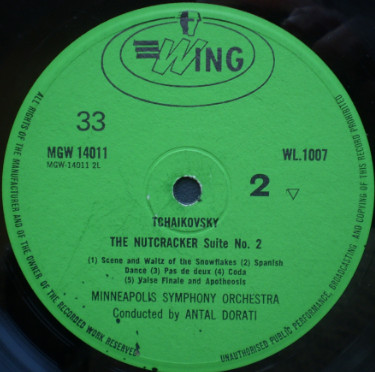 WING
33
MGW 14011
MGW-14011 2L
WL.1007
2
TCHAIKOVSKY
THE NUTCRACKER Suite No. 2
(1) Scene and Waltz of the Snowflakes (2) Spanish
Dance (3) Pas de deux (4) Coda
(5) Valse Finale and Apotheosis
MINNEAPOLIS SYMPHONY ORCHESTRA
Conducted by ANTAL DORATI
ALL RIGHTS OF THE MANUFACTURER AND OF THE OWNER OF THE RECORDED WORK RESERVED
UNAUTHORISED PUBLIC PERFORMANCE, BROADCASTING AND COPYING OF THIS RECORD PROHIBITED